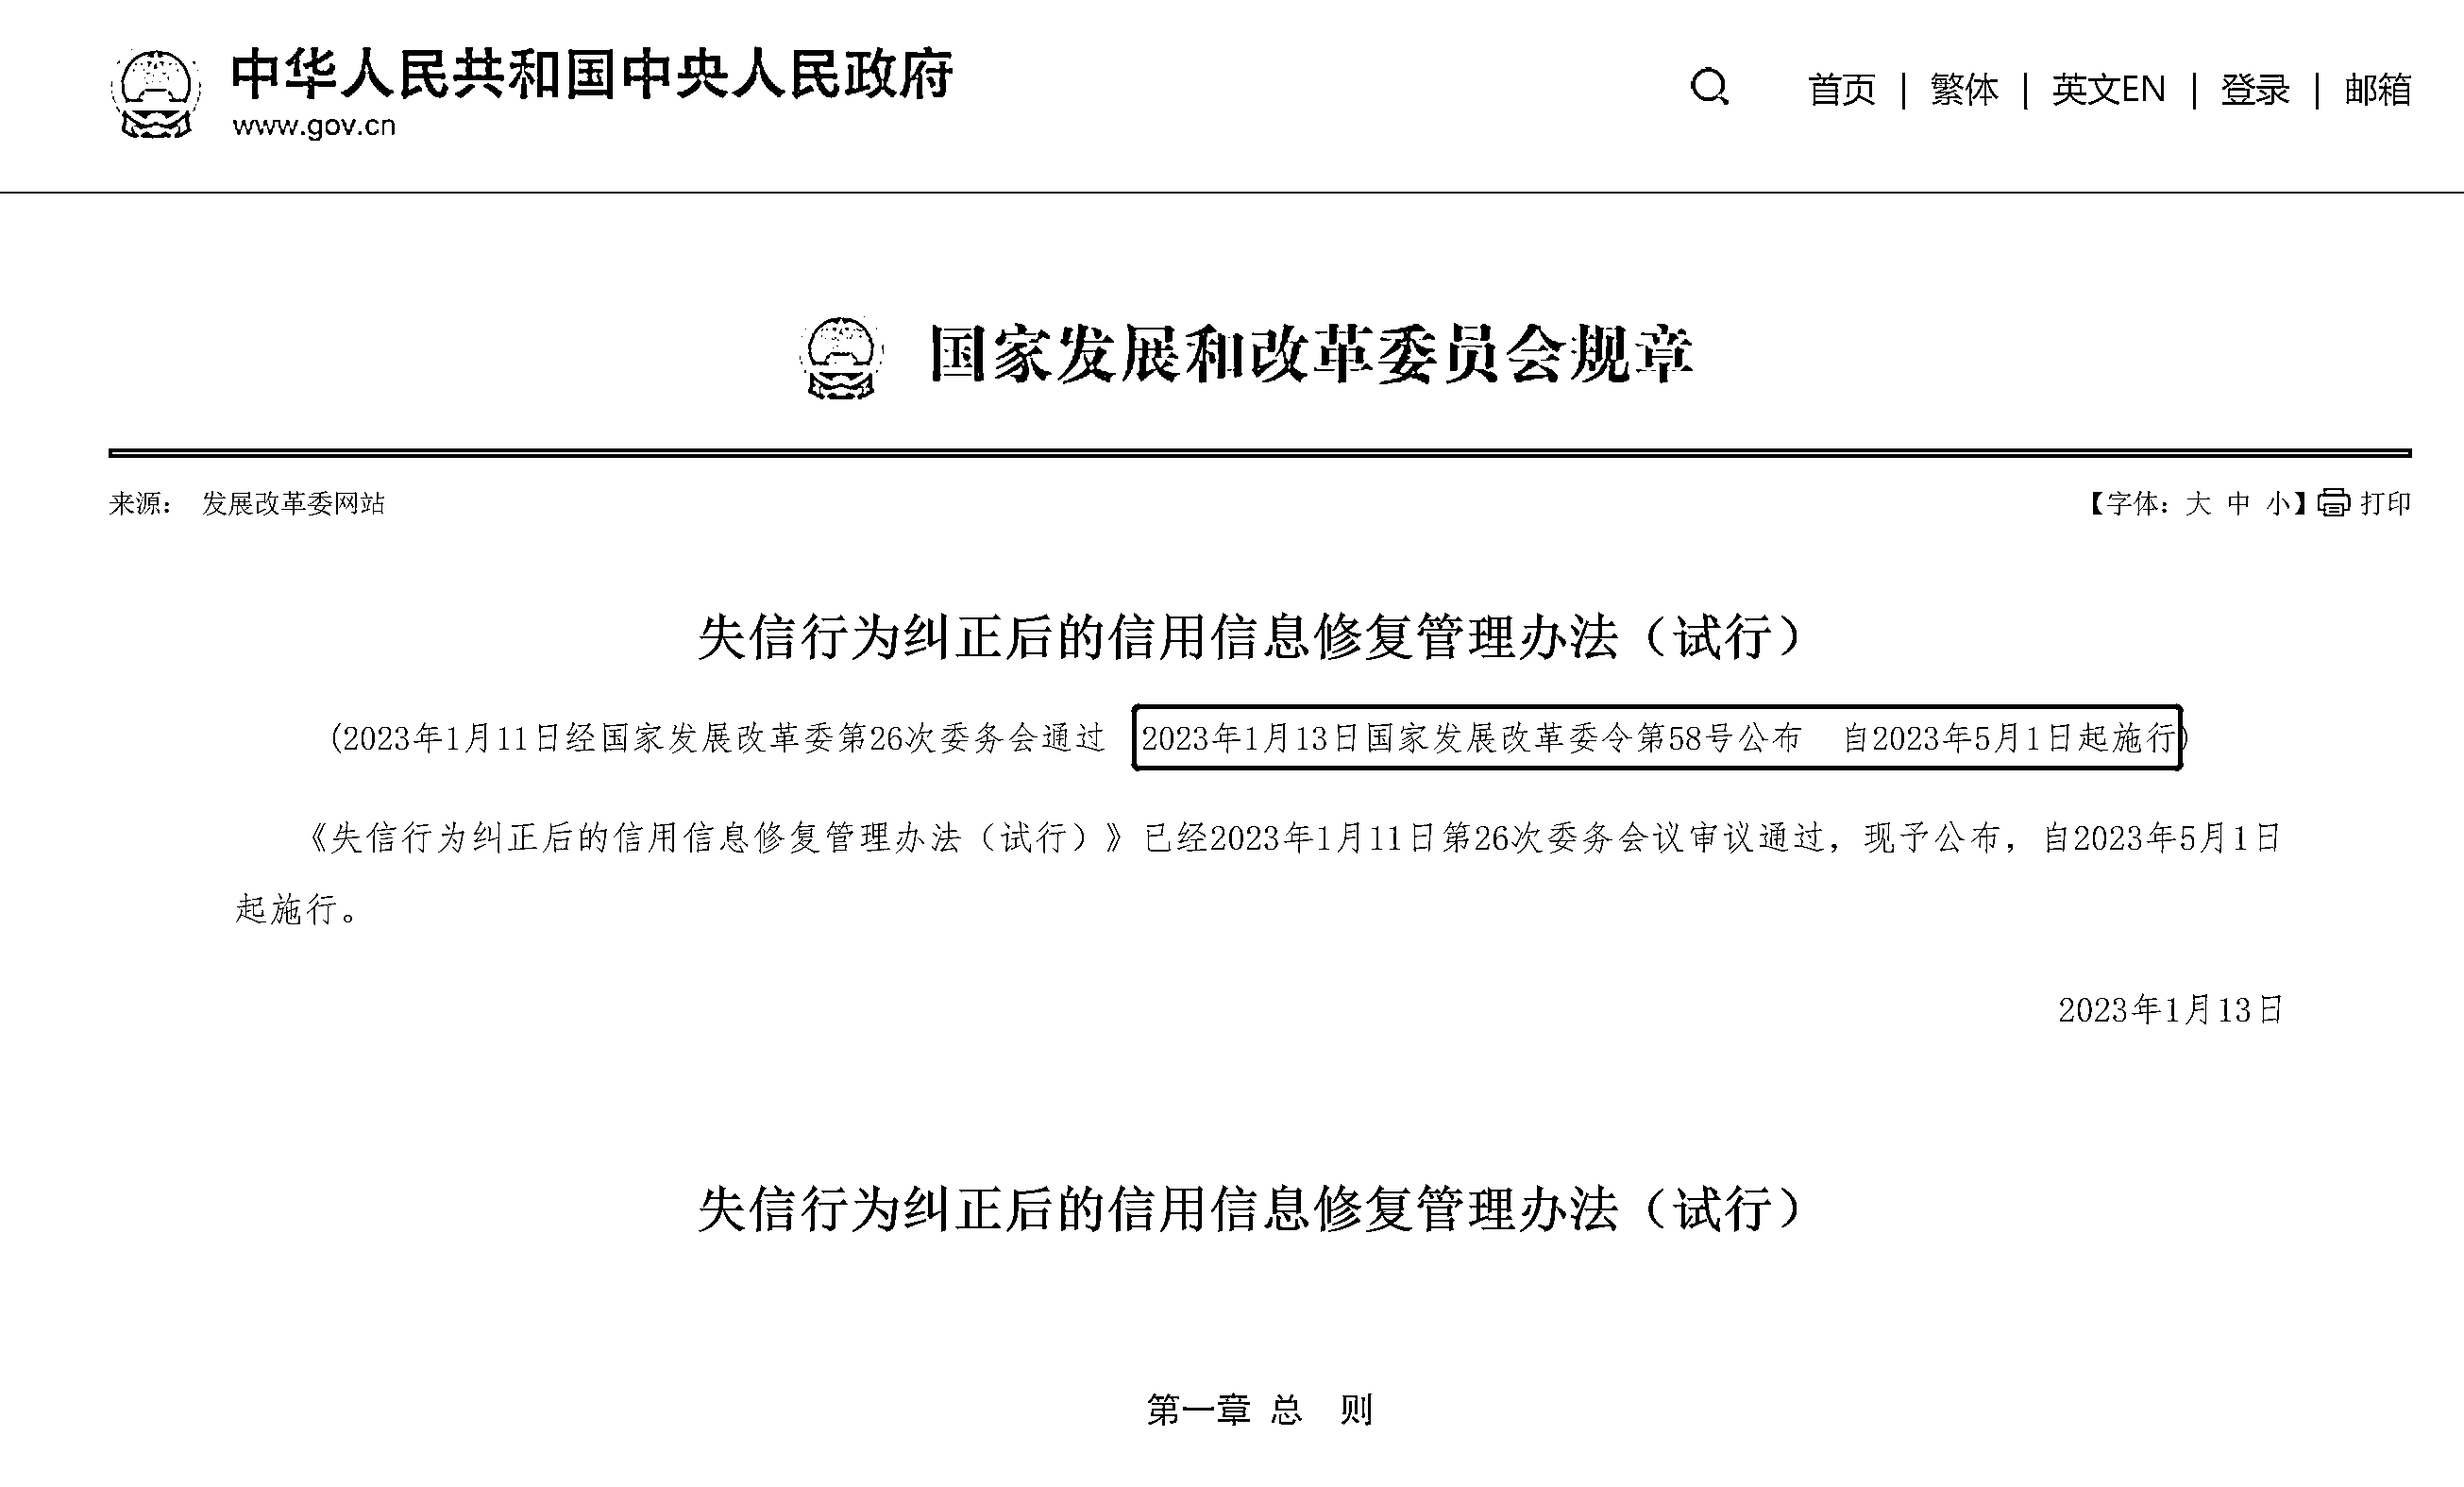 中华人民共和国中央人民政府
www.gov.cn
首页 | 繁体 | 英文EN | 登录 | 邮箱
国家发展和改革委员会规章
来源： 发展改革委网站
【字体：大 中 小】打印
失信行为纠正后的信用信息修复管理办法（试行）
(2023年1月11日经国家发展改革委第26次委务会通过 2023年1月13日国家发展改革委令第58号公布 自2023年5月1日起施行)
《失信行为纠正后的信用信息修复管理办法（试行）》已经2023年1月11日第26次委务会议审议通过，现予公布，自2023年5月1日
起施行。
2023年1月13日
失信行为纠正后的信用信息修复管理办法（试行）
第一章 总 则